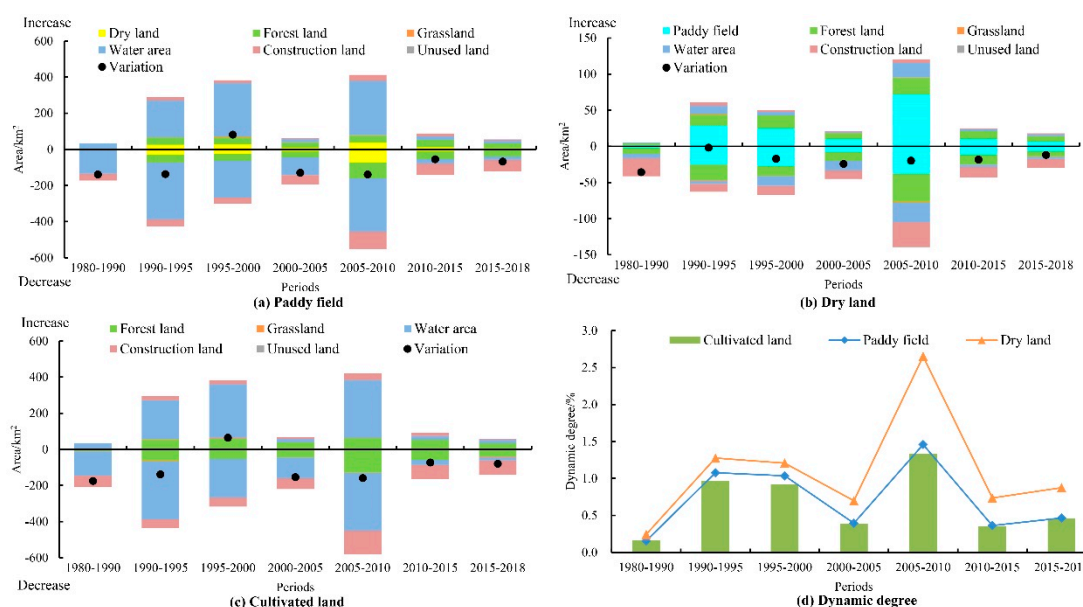 Increase
Dry land Forest land Grassland
Water area Construction land Unused land
Variation
600
400
200
0
-200
-400
-600
Area/km²
1980-1990 1990-1995 1995-2000 2000-2005 2005-2010 2010-2015 2015-2018
Decrease
Periods
(a) Paddy field
Increase
Paddy field Forest land Grassland
Water area Construction land Unused land
Variation
150
100
50
0
-50
-100
-150
Area/km²
1980-1990 1990-1995 1995-2000 2000-2005 2005-2010 2010-2015 2015-2018
Decrease
Periods
(b) Dry land
Increase
Forest land Grassland Water area
Construction land Unused land Variation
600
400
200
0
-200
-400
-600
Area/km²
1980-1990 1990-1995 1995-2000 2000-2005 2005-2010 2010-2015 2015-2018
Decrease
Periods
(c) Cultivated land
Cultivated land Paddy field Dry land
3.0
2.5
2.0
1.5
1.0
0.5
0.0
Dynamic degree/%
1980-1990 1990-1995 1995-2000 2000-2005 2005-2010 2010-2015 2015-201
Periods
(d) Dynamic degree